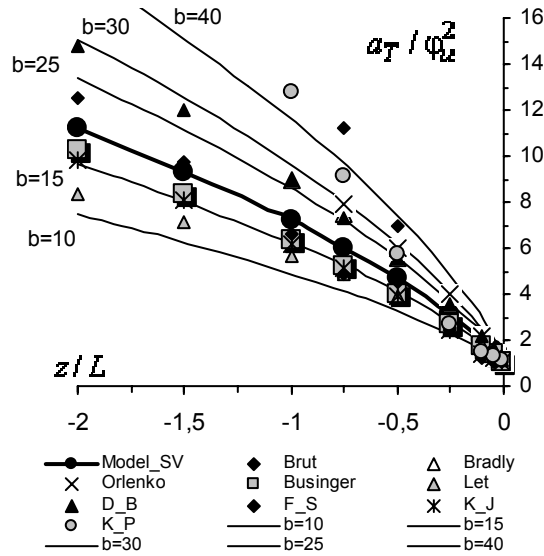 b=40
16
b=30
a_T / φ_u^2
14
b=25
12
10
b=15
8
b=10
6
4
z / L
2
0
-2 -1,5 -1 -0,5 0
Model_SV Brut Bradly
Orlenko Businger Let
D_B F_S K_J
K_P b=10 b=15
b=30 b=25 b=40